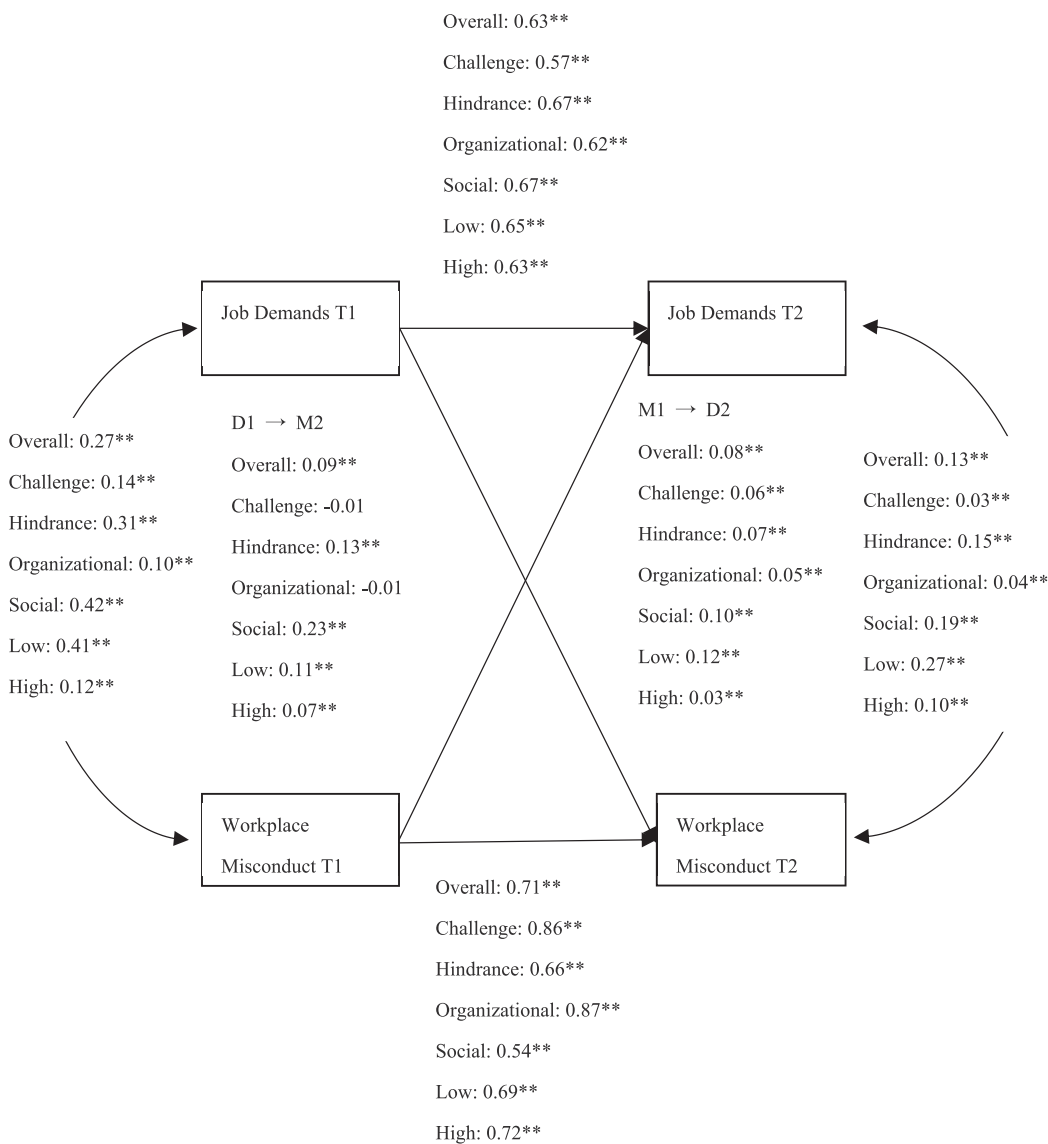 Overall: 0.63**
Challenge: 0.57**
Hindrance: 0.67**
Organizational: 0.62**
Social: 0.67**
Low: 0.65**
High: 0.63**
Job Demands T1
Job Demands T2
Overall: 0.27**
Challenge: 0.14**
Hindrance: 0.31**
Organizational: 0.10**
Social: 0.42**
Low: 0.41**
High: 0.12**
D1 → M2
Overall: 0.09**
Challenge: -0.01
Hindrance: 0.13**
Organizational: -0.01
Social: 0.23**
Low: 0.11**
High: 0.07**
M1 → D2
Overall: 0.08**
Challenge: 0.06**
Hindrance: 0.07**
Organizational: 0.05**
Social: 0.10**
Low: 0.12**
High: 0.03**
Overall: 0.13**
Challenge: 0.03**
Hindrance: 0.15**
Organizational: 0.04**
Social: 0.19**
Low: 0.27**
High: 0.10**
Workplace
Misconduct T1
Workplace
Misconduct T2
Overall: 0.71**
Challenge: 0.86**
Hindrance: 0.66**
Organizational: 0.87**
Social: 0.54**
Low: 0.69**
High: 0.72**